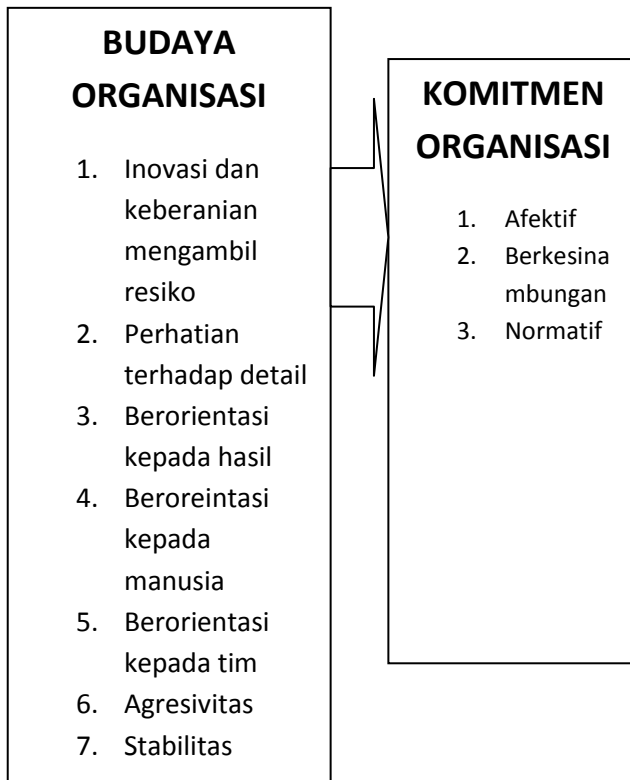 BUDAYA
ORGANISASI
1. Inovasi dan
keberanian
mengambil
resiko
2. Perhatian
terhadap detail
3. Berorientasi
kepada hasil
4. Beroreintasi
kepada
manusia
5. Berorientasi
kepada tim
6. Agresivitas
7. Stabilitas
KOMITMEN
ORGANISASI
1. Afektif
2. Berkesina
mbungan
3. Normatif